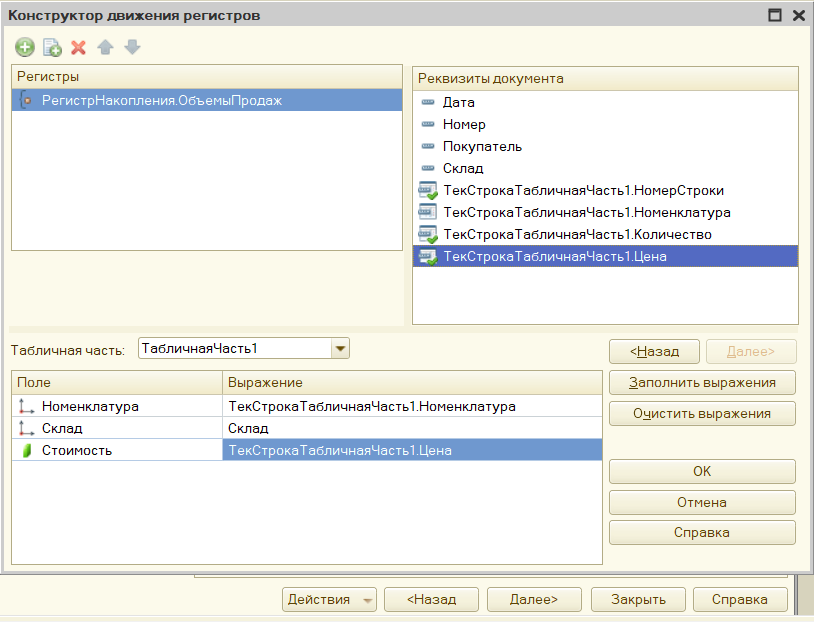 Конструктор движения регистров
Регистры
РегистрНакопления.ОбъемыПродаж
Реквизиты документа
Дата
Номер
Покупатель
Склад
ТекСтрокаТабличнаяЧасть1.НомерСтроки
ТекСтрокаТабличнаяЧасть1.Номенклатура
ТекСтрокаТабличнаяЧасть1.Количество
ТекСтрокаТабличнаяЧасть1.Цена
Табличная часть: ТабличнаяЧасть1
<Назад Далее>
Поле Выражение
Номенклатура ТекСтрокаТабличнаяЧасть1.Номенклатура
Склад Склад
Стоимость ТекСтрокаТабличнаяЧасть1.Цена
Заполнить выражения
Очистить выражения
OK
Отмена
Справка
Действия <Назад Далее> Закрыть Справка